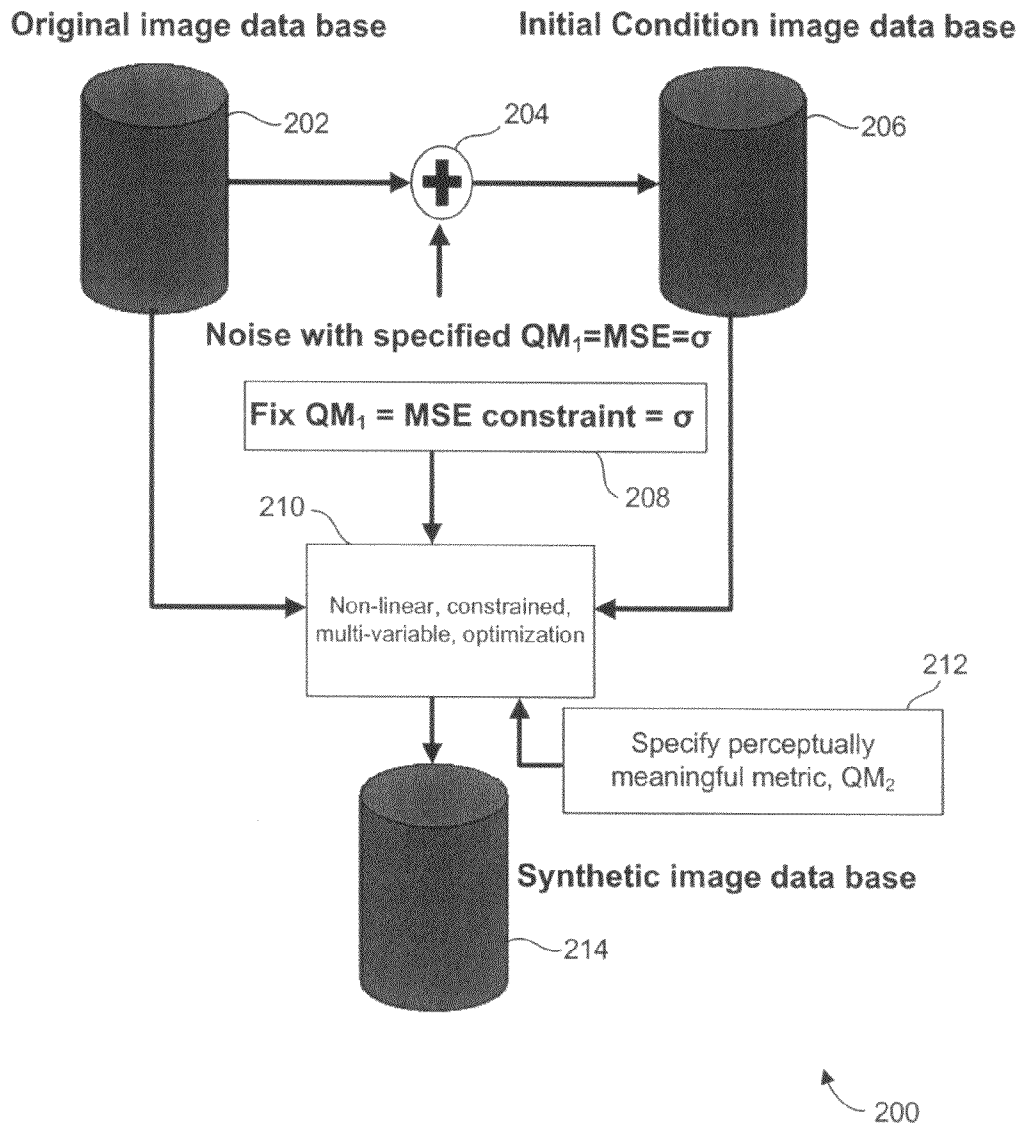 Original image data base
Initial Condition image data base
202
204
206
Noise with specified QM₁=MSE=σ
Fix QM₁ = MSE constraint = σ
208
210
Non-linear, constrained,
multi-variable, optimization
212
Specify perceptually
meaningful metric, QM₂
Synthetic image data base
214
200